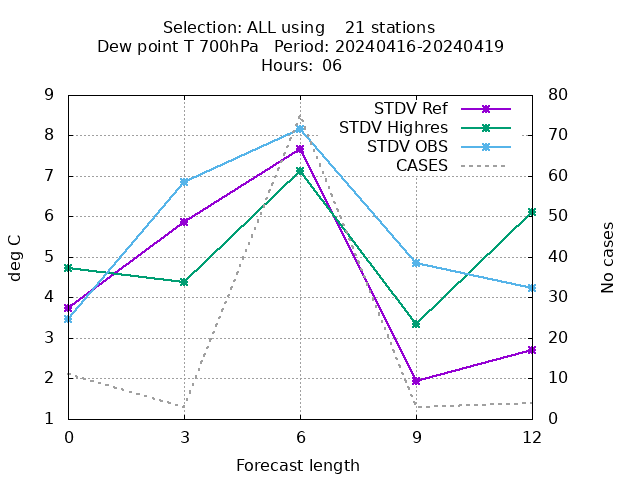 Selection: ALL using    21 stations
Dew point T 700hPa   Period: 20240416-20240419
Hours:  06
9
8
7
6
5
4
3
2
1
80
70
60
50
40
30
20
10
0
STDV Ref
STDV Highres
STDV OBS
CASES
deg C
No cases
0 3 6 9 12
Forecast length